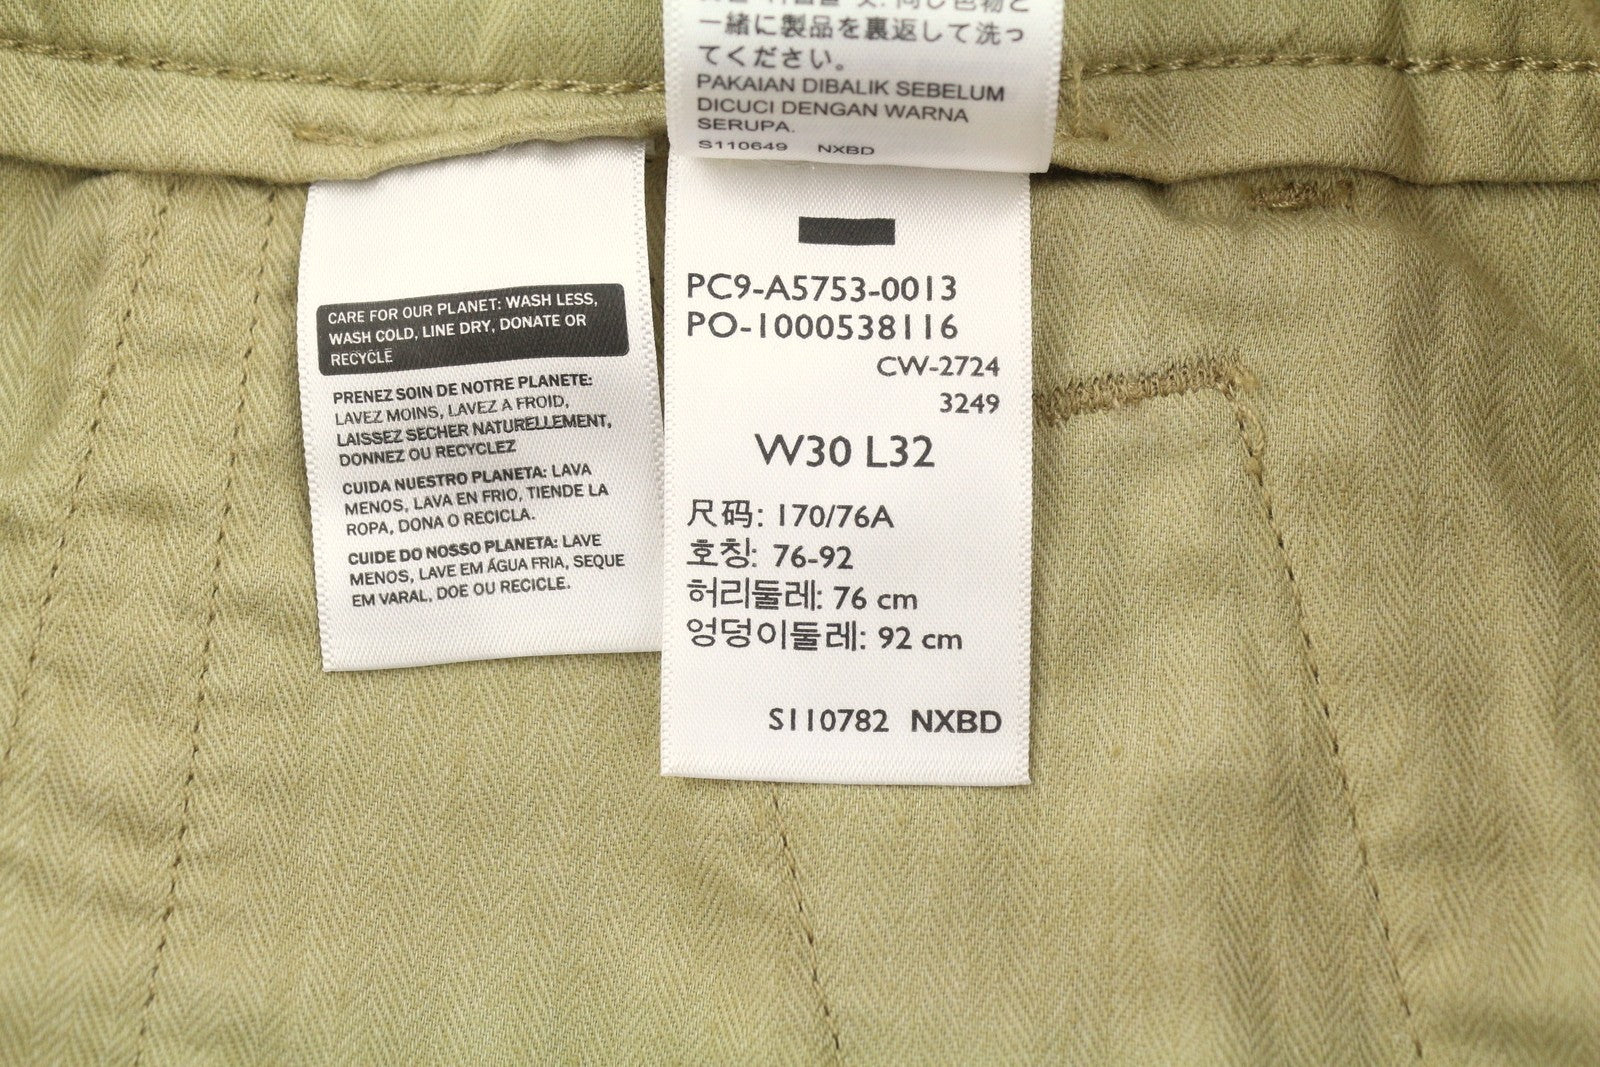 一緒に製品を裏返して洗っ
てください。
PAKAIAN DIBALIK SEBELUM
DICUCI DENGAN WARNA
SERUPA.
S110649 NXBD
CARE FOR OUR PLANET: WASH LESS,
WASH COLD, LINE DRY, DONATE OR
RECYCLE
PRENEZ SOIN DE NOTRE PLANETE:
LAVEZ MOINS, LAVEZ A FROID,
LAISSEZ SECHER NATURELLEMENT,
DONNEZ OU RECYCLEZ
CUIDA NUESTRO PLANETA: LAVA
MENOS, LAVA EN FRIO, TIENDE LA
ROPA, DONA O RECICLA.
CUIDE DO NOSSO PLANETA: LAVE
MENOS, LAVE EM ÁGUA FRIA, SEQUE
EM VARAL, DOE OU RECICLE.
PC9-A5753-0013
PO-1000538116
CW-2724
3249
W30 L32
尺码: 170/76A
호칭: 76-92
허리둘레: 76 cm
엉덩이둘레: 92 cm
S110782 NXBD